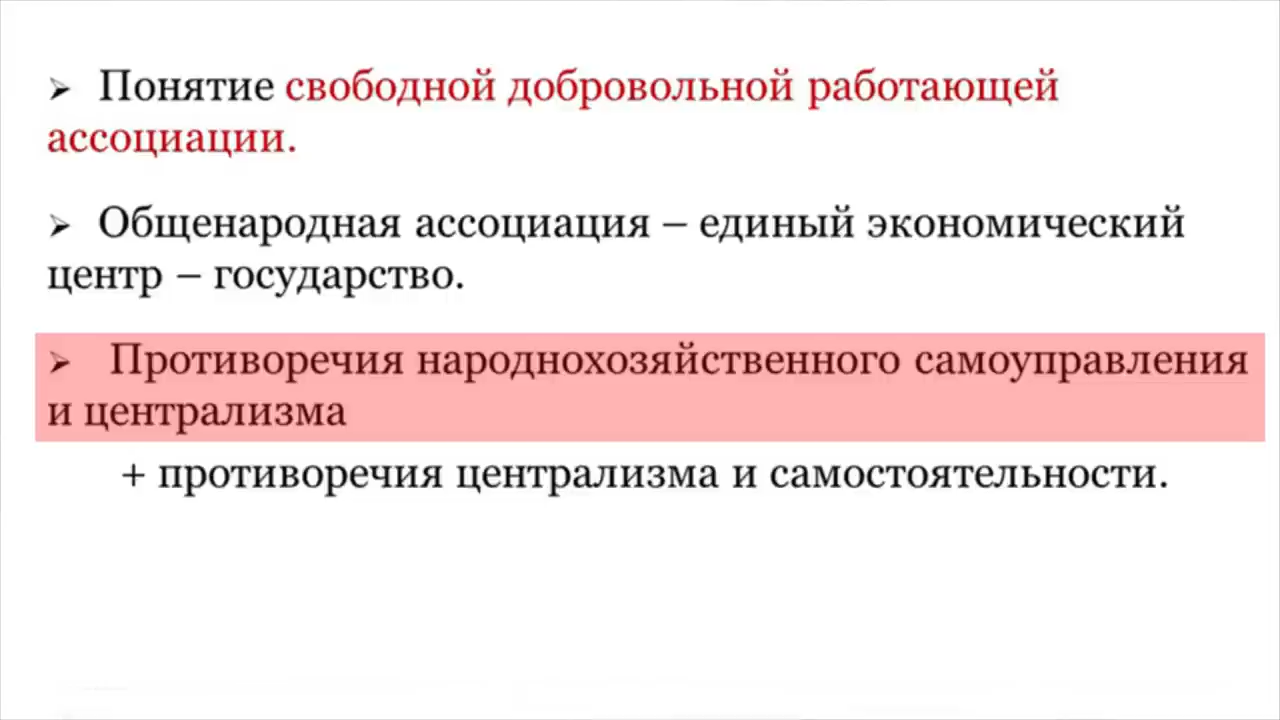 ➢ Понятие свободной добровольной работающей
ассоциации.
➢ Общенародная ассоциация – единый экономический
центр – государство.
➢ Противоречия народнохозяйственного самоуправления
и централизма
+ противоречия централизма и самостоятельности.